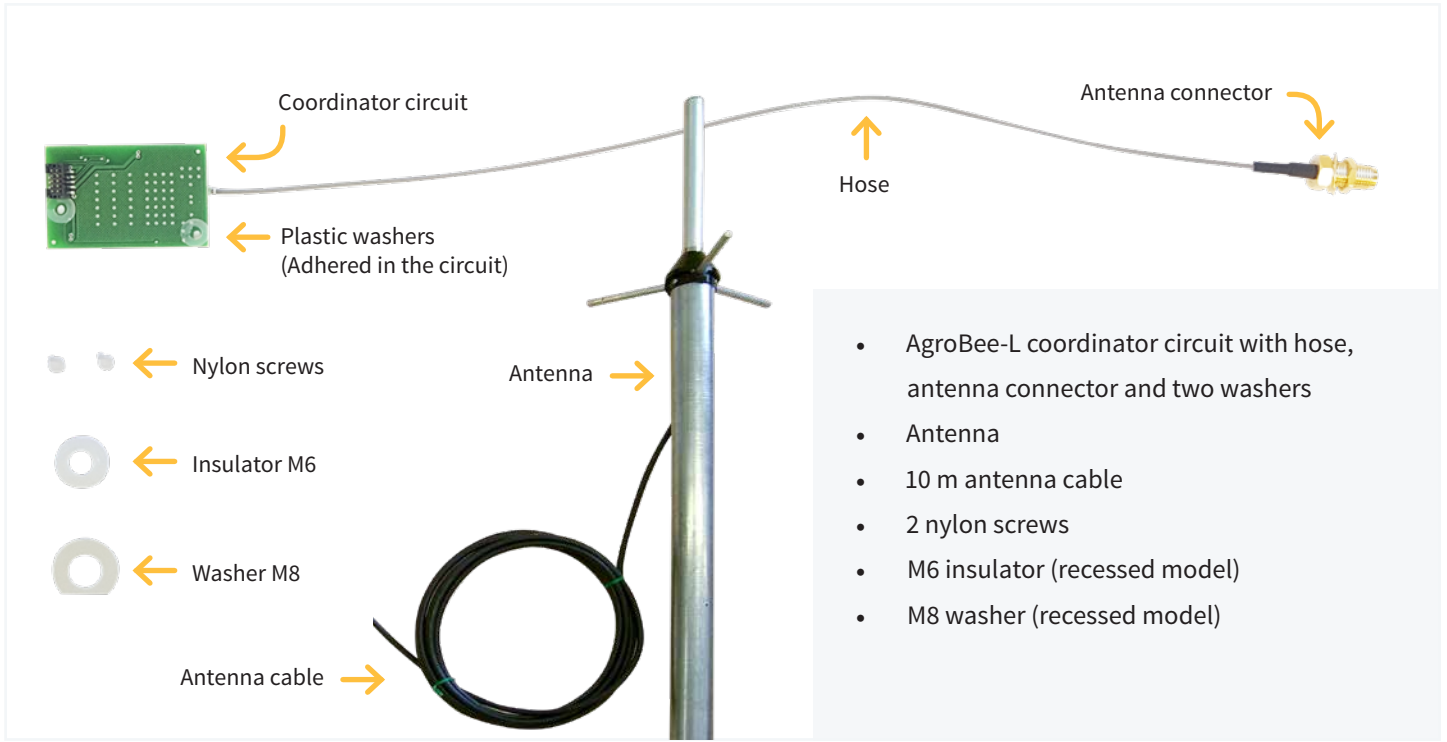 Coordinator circuit
Antenna connector
Hose
Plastic washers
(Adhered in the circuit)
Nylon screws
Antenna
Insulator M6
Washer M8
Antenna cable
• AgroBee-L coordinator circuit with hose,
antenna connector and two washers
• Antenna
• 10 m antenna cable
• 2 nylon screws
• M6 insulator (recessed model)
• M8 washer (recessed model)